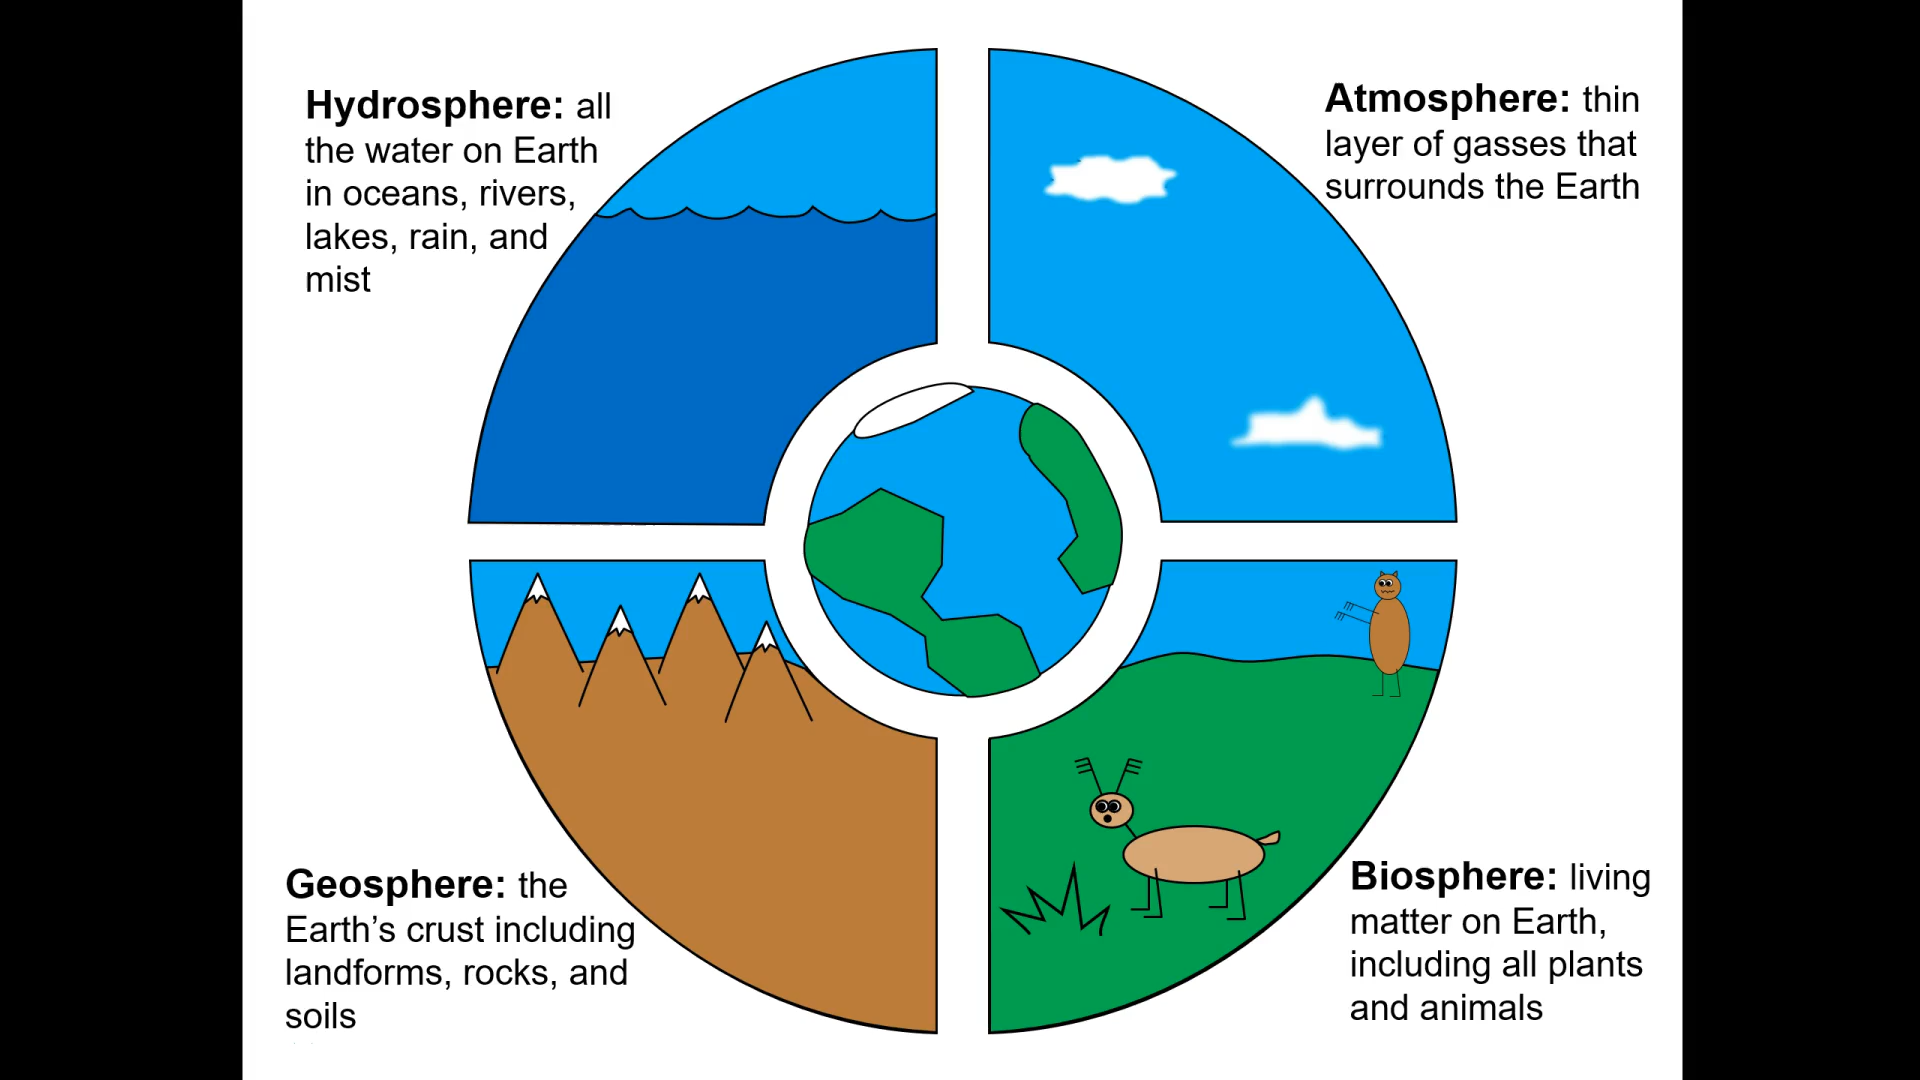 Hydrosphere: all
the water on Earth
in oceans, rivers,
lakes, rain, and
mist
Atmosphere: thin
layer of gasses that
surrounds the Earth
Geosphere: the
Earth’s crust including
landforms, rocks, and
soils
Biosphere: living
matter on Earth,
including all plants
and animals